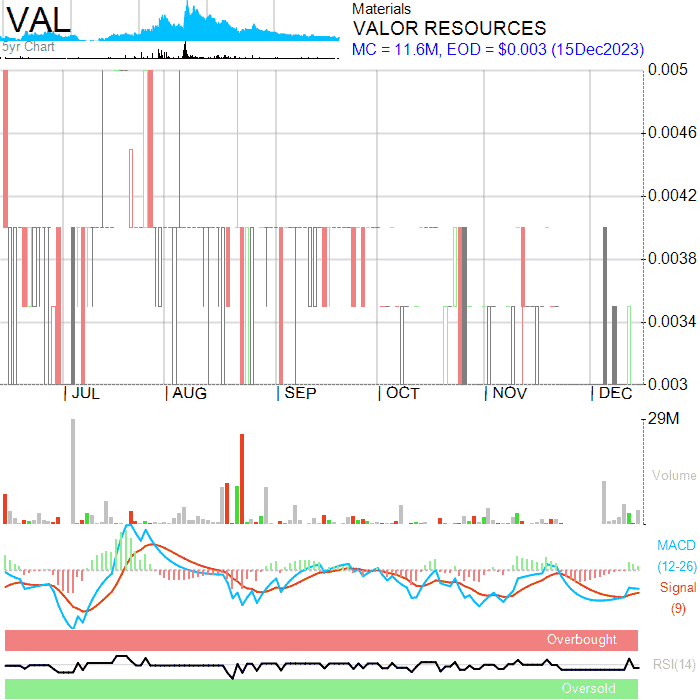 VAL
5yr Chart
Materials
VALOR RESOURCES
MC = 11.6M, EOD = $0.003 (15Dec2023)
0.005
0.0046
0.0042
0.0038
0.0034
0.003
JUL
AUG
SEP
OCT
NOV
DEC
29M
Volume
MACD
(12-26)
Signal
(9)
Overbought
RSI(14)
Oversold